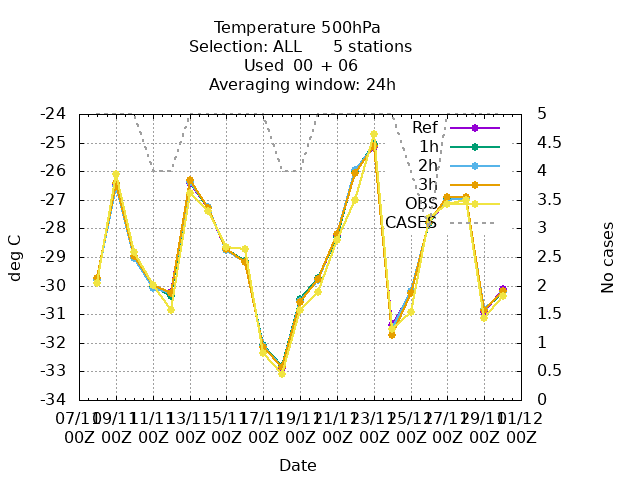 Temperature 500hPa
Selection: ALL 5 stations
Used 00 + 06
Averaging window: 24h
-24 5
-25 4.5
-26 4
-27 3.5
-28 3
-29 2.5
-30 2
-31 1.5
-32 1
-33 0.5
-34 0
Ref
1h
2h
3h
OBS
CASES
deg C
No cases
07/11 09/11 11/11 13/11 15/11 17/11 19/11 21/11 23/11 25/11 27/11 29/11 01/12
00Z 00Z 00Z 00Z 00Z 00Z 00Z 00Z 00Z 00Z 00Z 00Z 00Z
Date